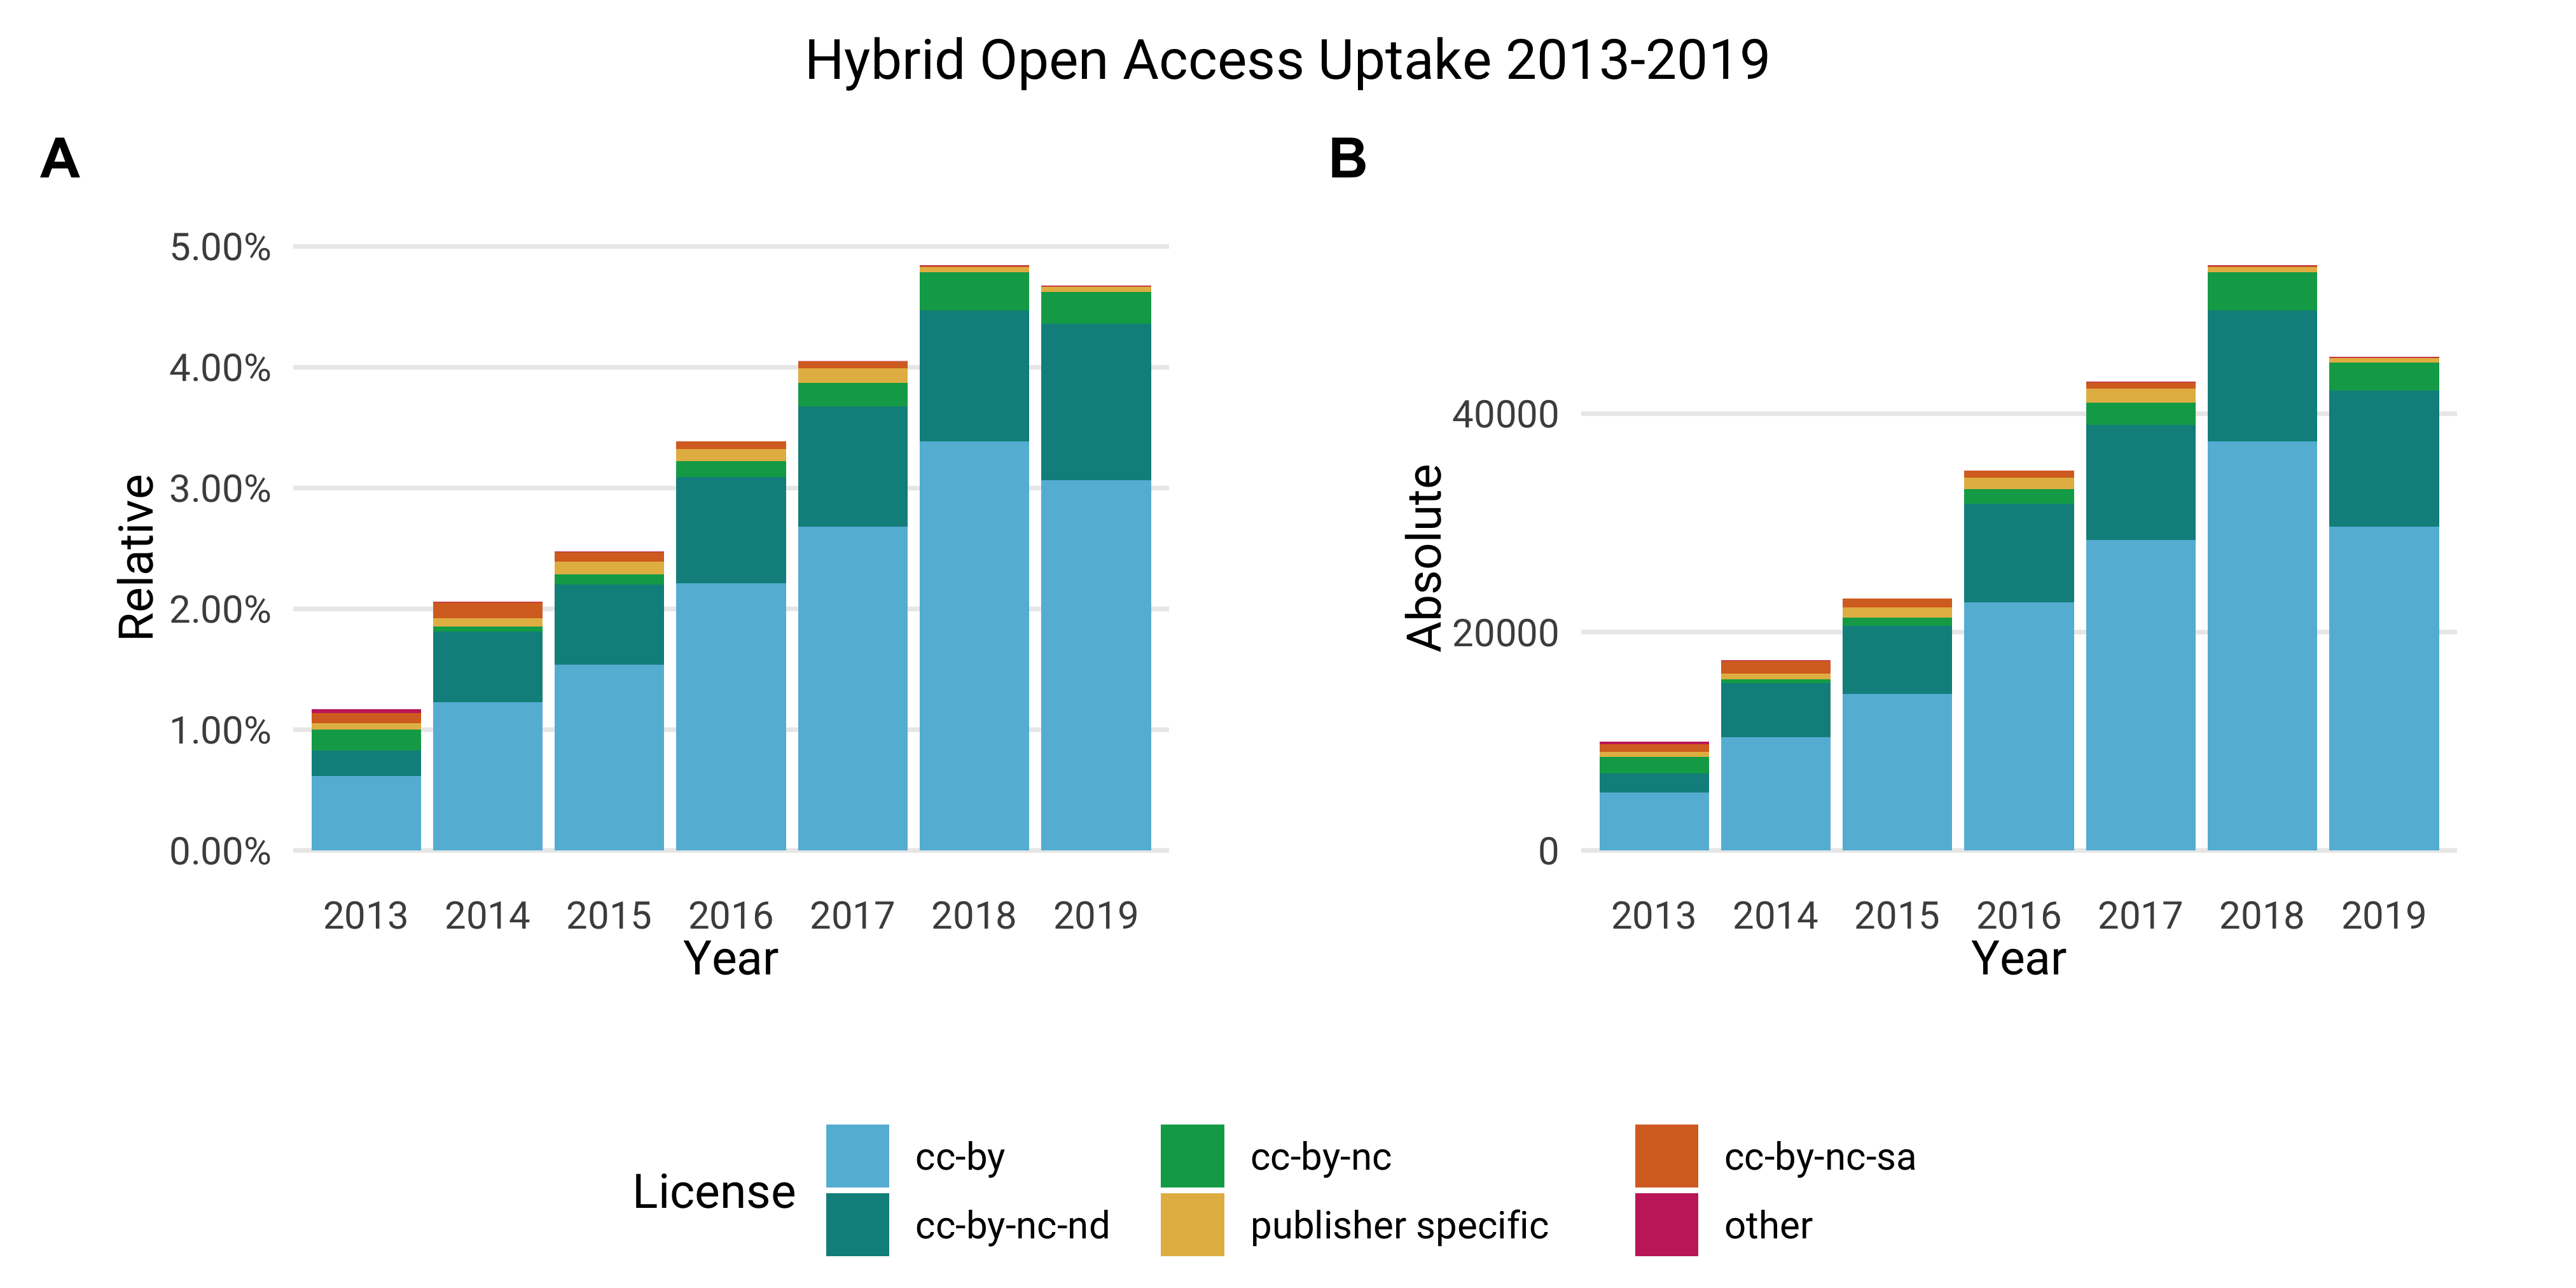 Hybrid Open Access Uptake 2013-2019
A
5.00%
4.00%
3.00%
2.00%
1.00%
0.00%
Relative
2013 2014 2015 2016 2017 2018 2019
Year
B
40000
20000
0
Absolute
2013 2014 2015 2016 2017 2018 2019
Year
License
cc-by
cc-by-nc-nd
cc-by-nc
publisher specific
cc-by-nc-sa
other